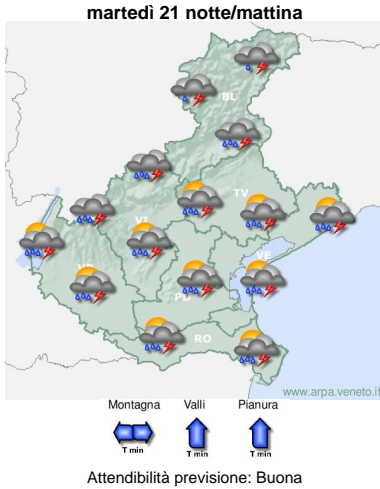 martedì 21 notte/mattina
BL
TV
VI
VE
VR
PD
RO
www.arpa.veneto.it
Montagna Valli Pianura
T min T min T min
Attendibilità previsione: Buona